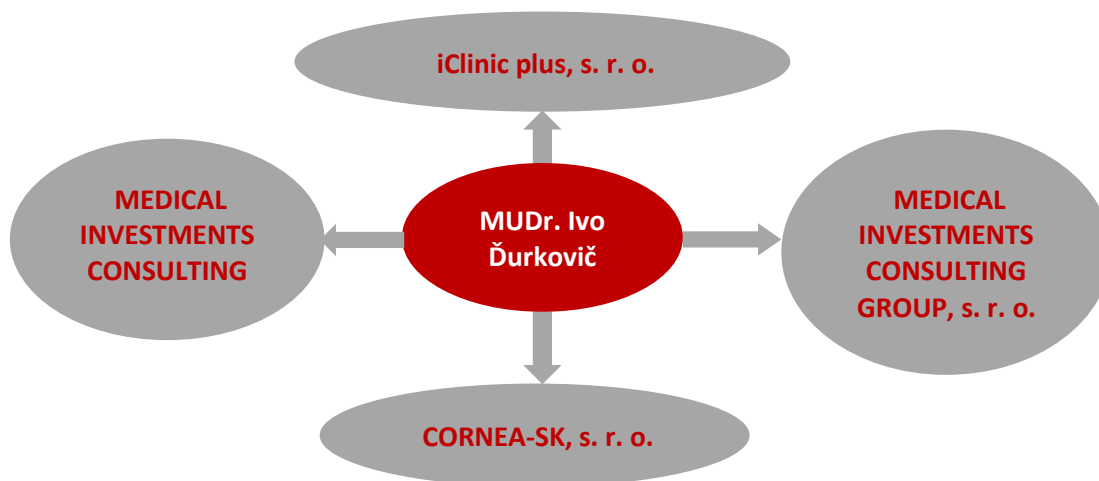 iClinic plus, s. r. o.
MEDICAL
INVESTMENTS
CONSULTING
MUDr. Ivo
Ďurkovič
MEDICAL
INVESTMENTS
CONSULTING
GROUP, s. r. o.
CORNEA-SK, s. r. o.